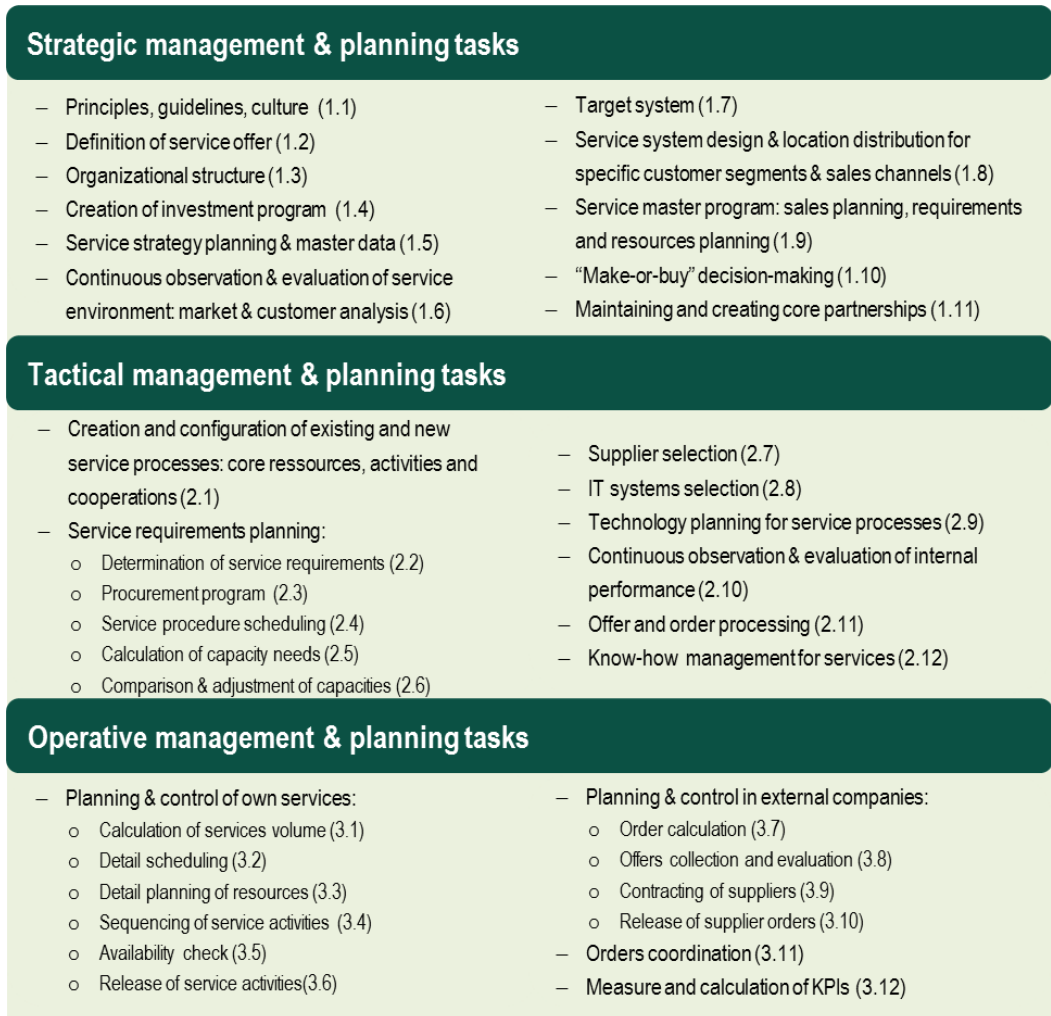 Strategic management & planning tasks
– Principles, guidelines, culture (1.1)
– Definition of service offer (1.2)
– Organizational structure (1.3)
– Creation of investment program (1.4)
– Service strategy planning & master data (1.5)
– Continuous observation & evaluation of service
environment: market & customer analysis (1.6)
– Target system (1.7)
– Service system design & location distribution for
specific customer segments & sales channels (1.8)
– Service master program: sales planning, requirements
and resources planning (1.9)
– “Make-or-buy” decision-making (1.10)
– Maintaining and creating core partnerships (1.11)
Tactical management & planning tasks
– Creation and configuration of existing and new
service processes: core ressources, activities and
cooperations (2.1)
– Service requirements planning:
o Determination of service requirements (2.2)
o Procurement program (2.3)
o Service procedure scheduling (2.4)
o Calculation of capacity needs (2.5)
o Comparison & adjustment of capacities (2.6)
– Supplier selection (2.7)
– IT systems selection (2.8)
– Technology planning for service processes (2.9)
– Continuous observation & evaluation of internal
performance (2.10)
– Offer and order processing (2.11)
– Know-how management for services (2.12)
Operative management & planning tasks
– Planning & control of own services:
o Calculation of services volume (3.1)
o Detail scheduling (3.2)
o Detail planning of resources (3.3)
o Sequencing of service activities (3.4)
o Availability check (3.5)
o Release of service activities(3.6)
– Planning & control in external companies:
o Order calculation (3.7)
o Offers collection and evaluation (3.8)
o Contracting of suppliers (3.9)
o Release of supplier orders (3.10)
– Orders coordination (3.11)
– Measure and calculation of KPIs (3.12)